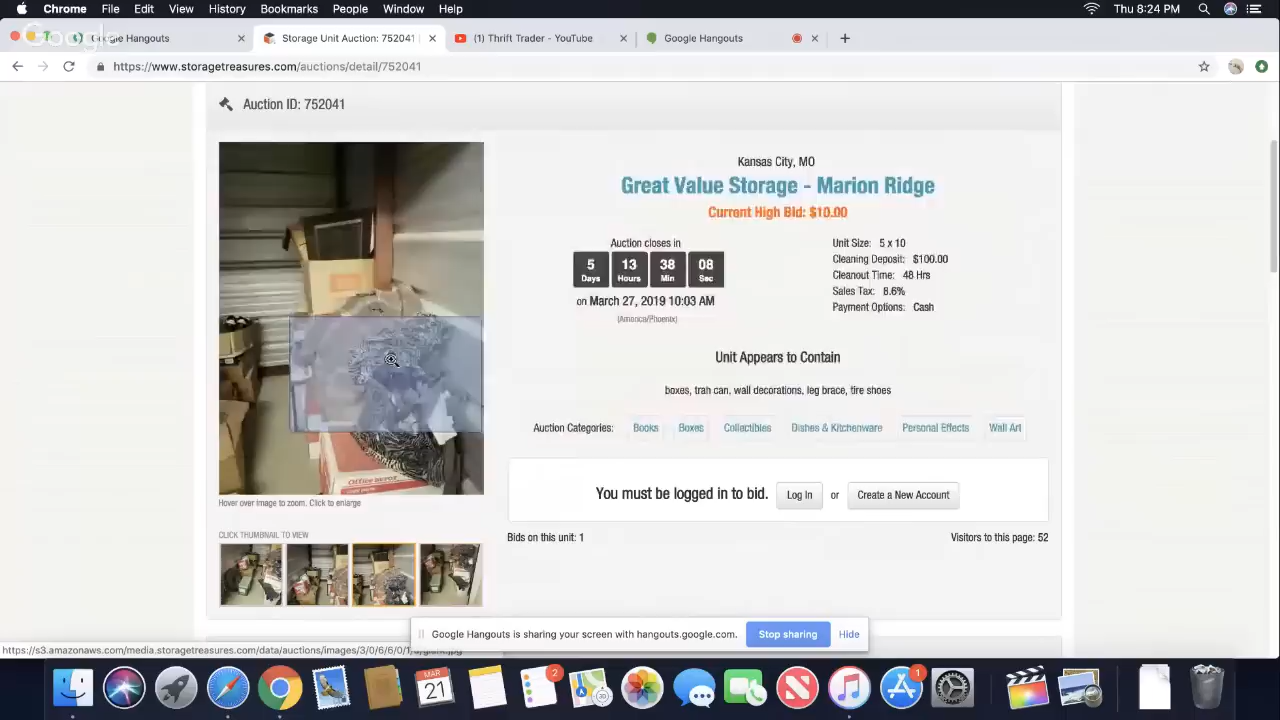 Chrome File Edit View History Bookmarks People Window Help Thu 8:24 PM
Google
Google Hangouts Storage Unit Auction: 752041 (1) Thrift Trader - YouTube Google Hangouts
https://www.storagetreasures.com/auctions/detail/752041
Auction ID: 752041
Kansas City, MO
Great Value Storage - Marion Ridge
Current High Bid: $10.00
Auction closes in
5 13 38 08
Days Hours Min Sec
on March 27, 2019 10:03 AM
(America/Phoenix)
Unit Size: 5 x 10
Cleaning Deposit: $100.00
Cleanout Time: 48 Hrs
Sales Tax: 8.6%
Payment Options: Cash
Unit Appears to Contain
boxes, trah can, wall decorations, leg brace, tire shoes
Auction Categories: Books Boxes Collectibles Dishes & Kitchenware Personal Effects Wall Art
OFFICE DEPOT
You must be logged in to bid. Log In or Create a New Account
Hover over image to zoom. Click to enlarge
CLICK THUMBNAIL TO VIEW
Bids on this unit: 1 Visitors to this page: 52
Google Hangouts is sharing your screen with hangouts.google.com. Stop sharing Hide
MAR
21
2
1